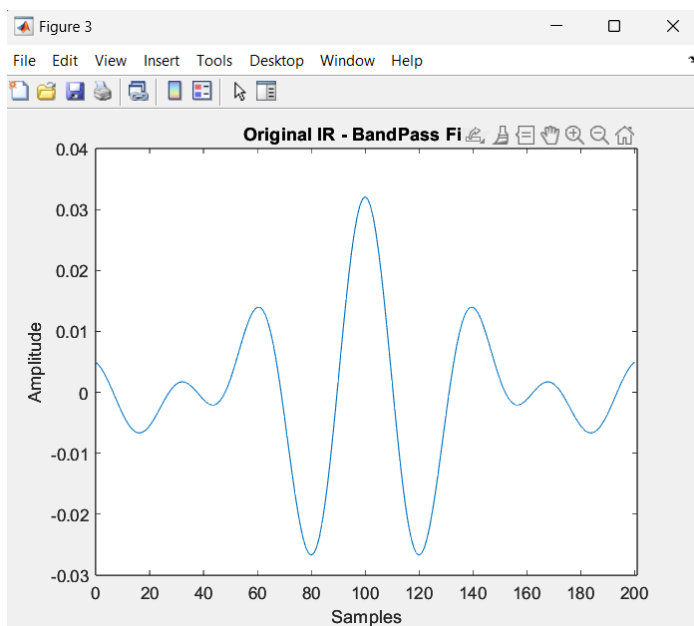 Figure 3
File Edit View Insert Tools Desktop Window Help
Original IR - BandPass Fi
0.04
0.03
0.02
0.01
0
-0.01
-0.02
-0.03
Amplitude
0 20 40 60 80 100 120 140 160 180 200
Samples